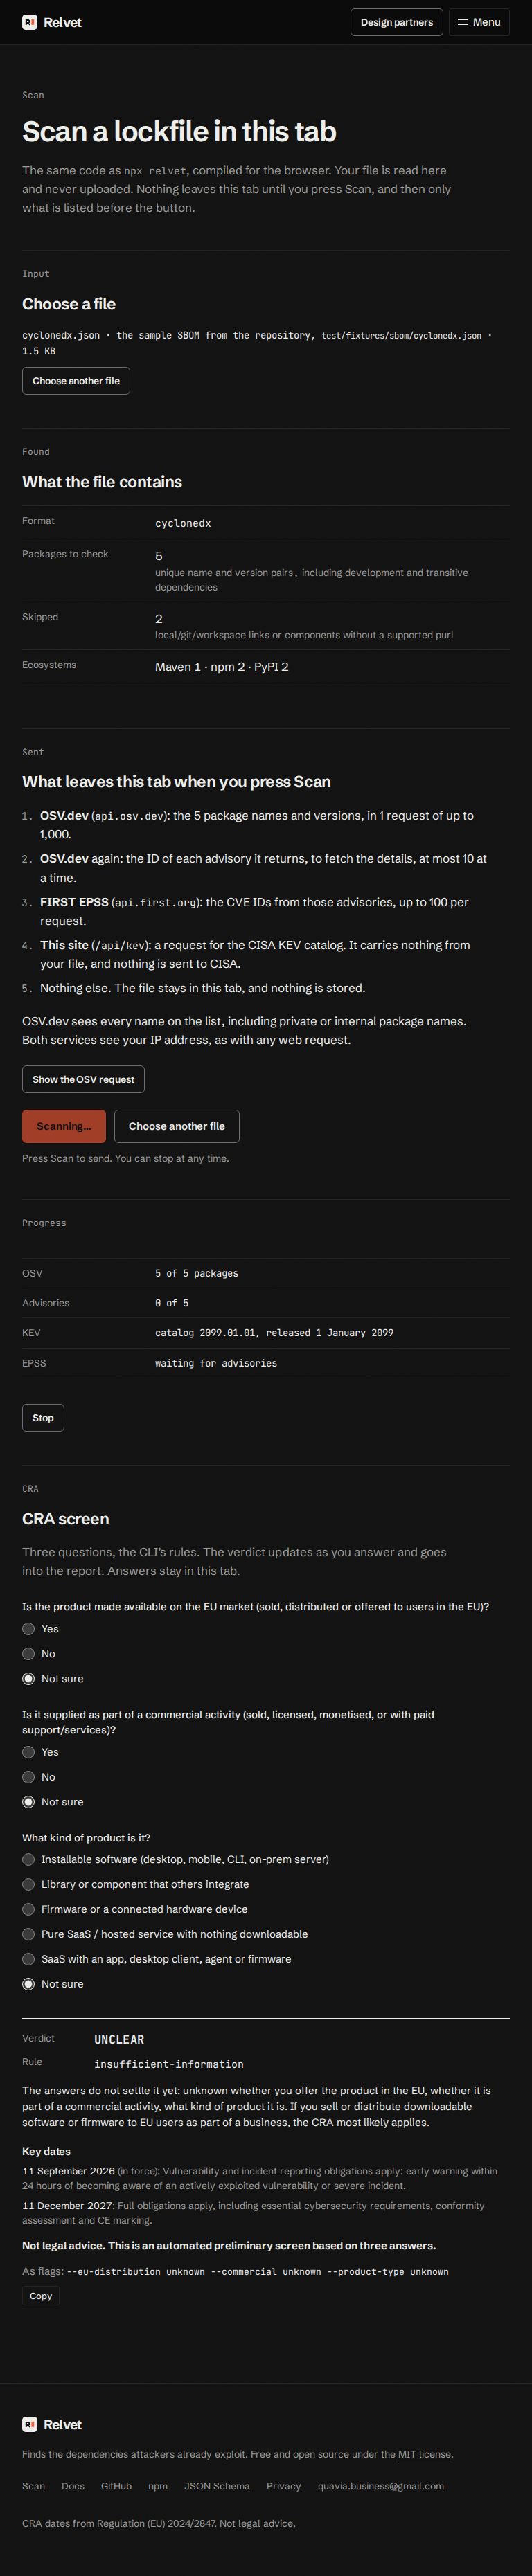 Relvet
Design partners
Menu
Scan
Scan a lockfile in this tab
The same code as npx relvet, compiled for the browser. Your file is read here
and never uploaded. Nothing leaves this tab until you press Scan, and then only
what is listed before the button.
Input
Choose a file
cyclonedx.json · the sample SBOM from the repository, test/fixtures/sbom/cyclonedx.json ·
1.5 KB
Choose another file
Found
What the file contains
Format
cyclonedx
Packages to check
5
unique name and version pairs, including development and transitive
dependencies
Skipped
2
local/git/workspace links or components without a supported purl
Ecosystems
Maven 1 · npm 2 · PyPI 2
Sent
What leaves this tab when you press Scan
1. OSV.dev (api.osv.dev): the 5 package names and versions, in 1 request of up to
1,000.
2. OSV.dev again: the ID of each advisory it returns, to fetch the details, at most 10 at
a time.
3. FIRST EPSS (api.first.org): the CVE IDs from those advisories, up to 100 per
request.
4. This site (/api/kev): a request for the CISA KEV catalog. It carries nothing from
your file, and nothing is sent to CISA.
5. Nothing else. The file stays in this tab, and nothing is stored.
OSV.dev sees every name on the list, including private or internal package names.
Both services see your IP address, as with any web request.
Show the OSV request
Scanning…
Choose another file
Press Scan to send. You can stop at any time.
Progress
OSV
5 of 5 packages
Advisories
0 of 5
KEV
catalog 2099.01.01, released 1 January 2099
EPSS
waiting for advisories
Stop
CRA
CRA screen
Three questions, the CLI's rules. The verdict updates as you answer and goes
into the report. Answers stay in this tab.
Is the product made available on the EU market (sold, distributed or offered to users in the EU)?
Yes
No
Not sure
Is it supplied as part of a commercial activity (sold, licensed, monetised, or with paid
support/services)?
Yes
No
Not sure
What kind of product is it?
Installable software (desktop, mobile, CLI, on-prem server)
Library or component that others integrate
Firmware or a connected hardware device
Pure SaaS / hosted service with nothing downloadable
SaaS with an app, desktop client, agent or firmware
Not sure
Verdict
UNCLEAR
Rule
insufficient-information
The answers do not settle it yet: unknown whether you offer the product in the EU, whether it is
part of a commercial activity, what kind of product it is. If you sell or distribute downloadable
software or firmware to EU users as part of a business, the CRA most likely applies.
Key dates
11 September 2026 (in force): Vulnerability and incident reporting obligations apply: early warning within
24 hours of becoming aware of an actively exploited vulnerability or severe incident.
11 December 2027: Full obligations apply, including essential cybersecurity requirements, conformity
assessment and CE marking.
Not legal advice. This is an automated preliminary screen based on three answers.
As flags: --eu-distribution unknown --commercial unknown --product-type unknown
Copy
Relvet
Finds the dependencies attackers already exploit. Free and open source under the MIT license.
Scan
Docs
GitHub
npm
JSON Schema
Privacy
quavia.business@gmail.com
CRA dates from Regulation (EU) 2024/2847. Not legal advice.